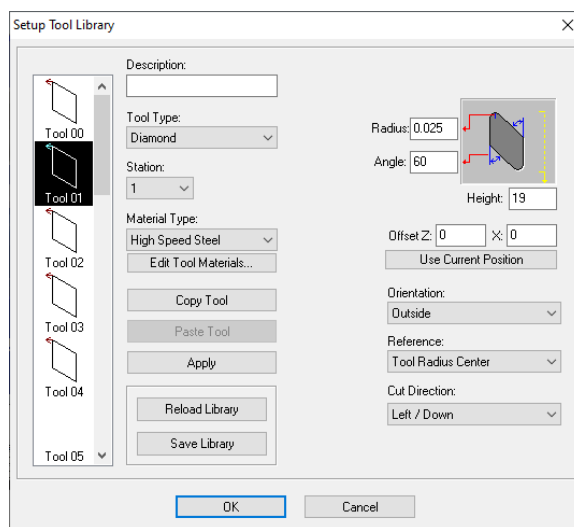 Setup Tool Library
Tool 00
Tool 01
Tool 02
Tool 03
Tool 04
Tool 05
Description:
Tool Type:
Diamond
Station:
1
Material Type:
High Speed Steel
Edit Tool Materials...
Copy Tool
Paste Tool
Apply
Reload Library
Save Library
Radius: 0.025
Angle: 60
Height: 19
Offset Z: 0 X: 0
Use Current Position
Orientation:
Outside
Reference:
Tool Radius Center
Cut Direction:
Left / Down
OK
Cancel